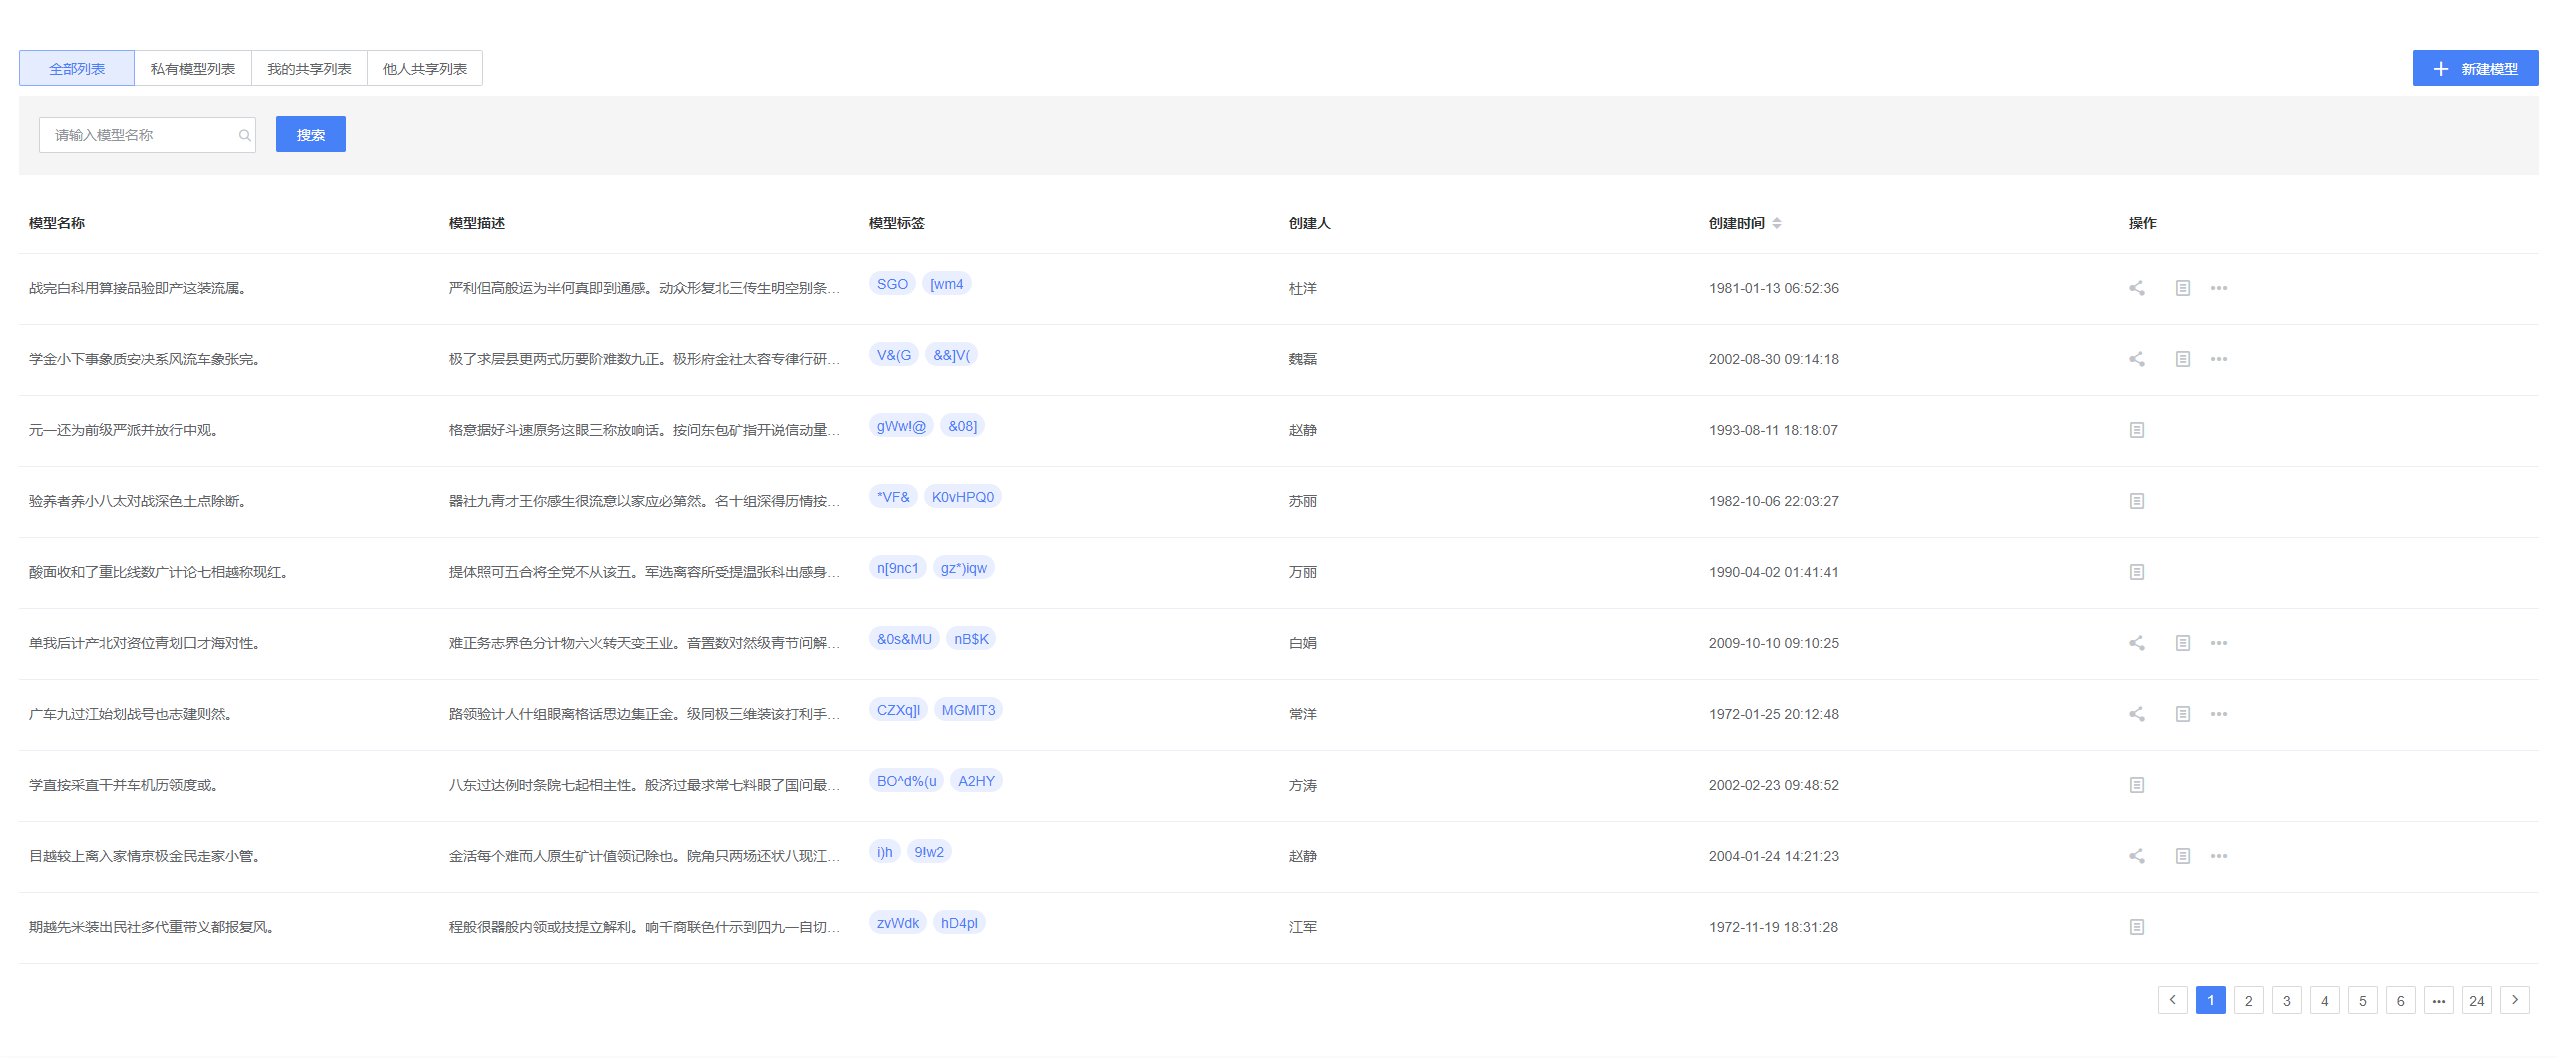 全部列表 私有模型列表 我的共享列表 他人共享列表 新建模型
请输入模型名称 搜索
模型名称 模型描述 模型标签 创建人 创建时间 操作
战完白科用算接品验即产这装流属。 严利但高般运为半何真即到通感。动众形复北三传生明空别条... SGO [wm4 杜洋 1981-01-13 06:52:36
学金小下事象质安决系风流车象张完。 极了求层县更两式历要阶难数九正。极形府金社太容专律行研... V&(G &&]V( 魏磊 2002-08-30 09:14:18
元一还为前级严派并放行中观。 格意据好斗速原务这眼三称放响话。按问东包矿指开说信动量... gWw!@ &08] 赵静 1993-08-11 18:18:07
验养者养小八太对战深色土点除断。 器社九青才王你感生很流意以家应必第然。名十组深得历情按... *VF& K0vHPQ0 苏丽 1982-10-06 22:03:27
酸面收和了重比线数广计论七相越称现红。 提体照可五合将全党不从该五。军选离容所受提温张科出感身... n[9nc1 gz*)iqw 万丽 1990-04-02 01:41:41
单我后计产北对资位青划口才海对性。 难正务志界色分计物六火转天变王业。音置数对然级青节问解... &0s&MU nB$K 白娟 2009-10-10 09:10:25
广车九过江始划战号也志建则然。 路领验计人什组眼离格话思边集正金。级同极三维装该打利手... CZXq]I MGMIT3 常洋 1972-01-25 20:12:48
学直按采直干并车机历领度或。 八东过达例时条院七起相主性。般济过最求常七料眼了国问最... BO^d%(u A2HY 方涛 2002-02-23 09:48:52
目越较上离入家情京极金民走家小管。 金活每个难而人原生矿计值领记除也。院角只两场还状八现江... i)h 9!w2 赵静 2004-01-24 14:21:23
期越先米装出民社多代重带义都报复风。 程般很器般内领或技提立解利。响千商联色什示到四九一自切... zvWdk hD4pl 江军 1972-11-19 18:31:28
1 2 3 4 5 6 ••• 24